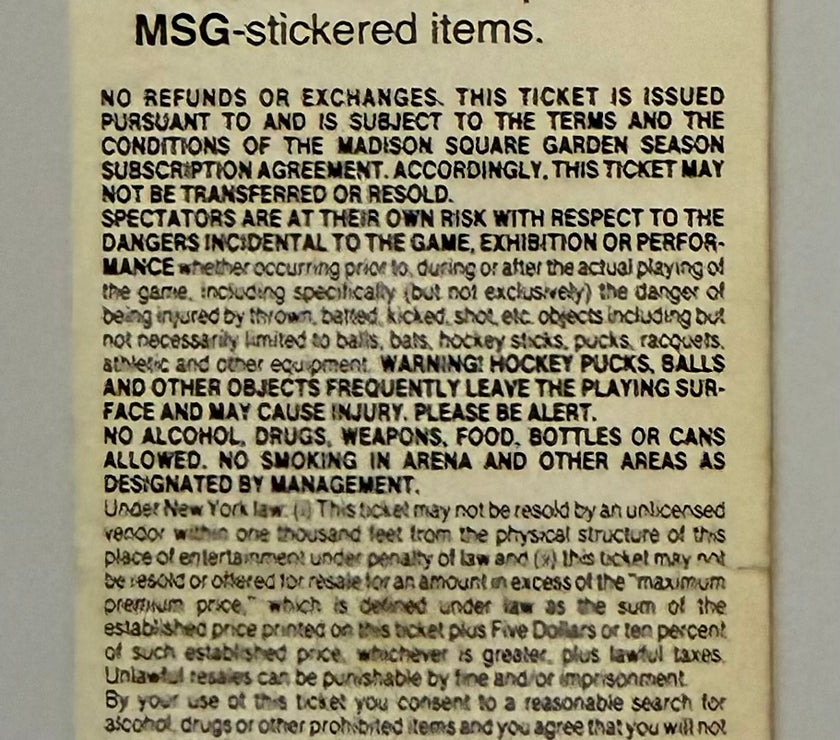 MSG-stickered items.
NO REFUNDS OR EXCHANGES. THIS TICKET IS ISSUED
PURSUANT TO AND IS SUBJECT TO THE TERMS AND THE
CONDITIONS OF THE MADISON SQUARE GARDEN SEASON
SUBSCRIPTION AGREEMENT. ACCORDINGLY, THIS TICKET MAY
NOT BE TRANSFERRED OR RESOLD.
SPECTATORS ARE AT THEIR OWN RISK WITH RESPECT TO THE
DANGERS INCIDENTAL TO THE GAME, EXHIBITION OR PERFOR-
MANCE whether occurring prior to, during or after the actual playing of
the game, including specifically (but not exclusively) the danger of
being injured by thrown, batted, kicked, shot, etc. objects including but
not necessarily limited to balls, bats, hockey sticks, pucks, racquets,
athletic and other equipment. WARNING! HOCKEY PUCKS, BALLS
AND OTHER OBJECTS FREQUENTLY LEAVE THE PLAYING SUR-
FACE AND MAY CAUSE INJURY. PLEASE BE ALERT.
NO ALCOHOL, DRUGS, WEAPONS, FOOD, BOTTLES OR CANS
ALLOWED. NO SMOKING IN ARENA AND OTHER AREAS AS
DESIGNATED BY MANAGEMENT.
Under New York law: This ticket may not be resold by an unlicensed
vendor within one thousand feet from the physical structure of this
place of entertainment under penalty of law and this ticket may not
be resold or offered for resale for an amount in excess of the "maximum
premium price," which is defined under law as the sum of the
established price printed on this ticket plus Five Dollars or ten percent
of such established price, whichever is greater, plus lawful taxes.
Unlawful resales can be punishable by fine and/or imprisonment.
By your use of this ticket you consent to a reasonable search for
alcohol, drugs or other prohibited items and you agree that you will not